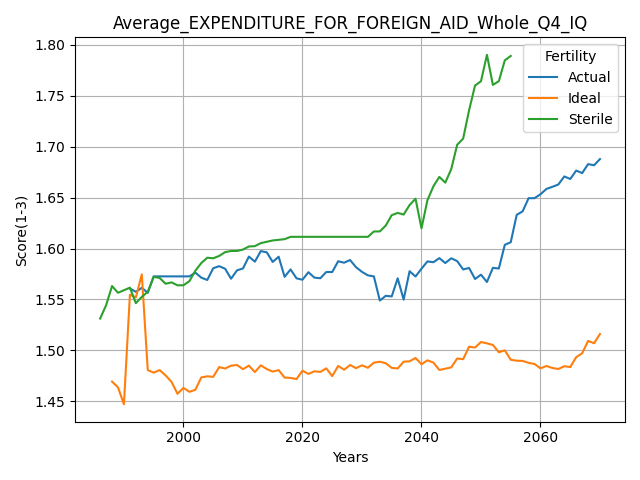 Average_EXPENDITURE_FOR_FOREIGN_AID_Whole_Q4_IQ
Score(1-3)
1.80
1.75
1.70
1.65
1.60
1.55
1.50
1.45
Fertility
Actual
Ideal
Sterile
2000
2020
2040
2060
Years